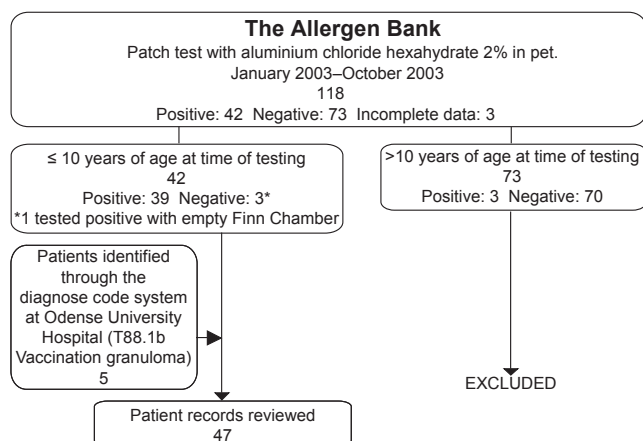 The Allergen Bank
Patch test with aluminium chloride hexahydrate 2% in pet.
January 2003–October 2003
118
Positive: 42 Negative: 73 Incomplete data: 3
≤ 10 years of age at time of testing
42
Positive: 39 Negative: 3*
*1 tested positive with empty Finn Chamber
>10 years of age at time of testing
73
Positive: 3 Negative: 70
Patients identified
through the
diagnose code system
at Odense University
Hospital (T88.1b
Vaccination granuloma)
5
EXCLUDED
Patient records reviewed
47